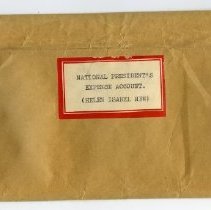 NATIONAL PRESIDENT'S
EXPENSE ACCOUNT.
(HELEN ISABEL